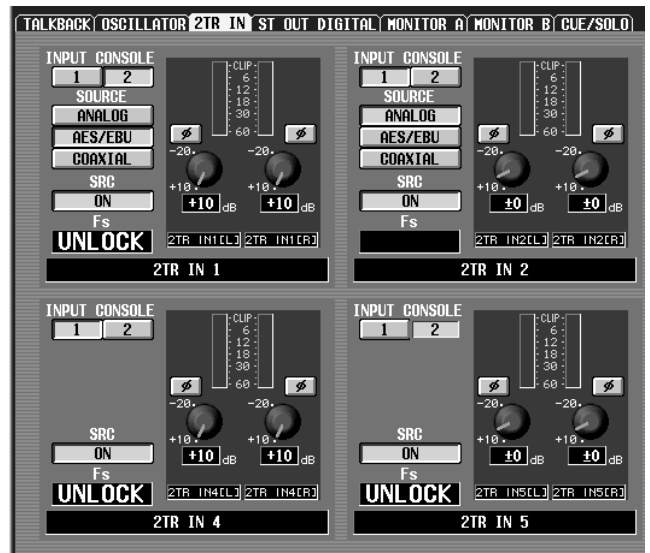 TALKBACK OSCILLATOR 2TR IN ST OUT DIGITAL MONITOR A MONITOR B CUE/SOLO
INPUT CONSOLE
1 2
SOURCE
ANALOG
AES/EBU
COAXIAL
SRC
ON
Fs
UNLOCK
CLIP
6
12
18
30
60
ø ø
-20 -20
+10 +10
+10 dB +10 dB
2TR IN1[L] 2TR IN1[R]
2TR IN 1
INPUT CONSOLE
1 2
SOURCE
ANALOG
AES/EBU
COAXIAL
SRC
ON
Fs
CLIP
6
12
18
30
60
ø ø
-20 -20
+10 +10
±0 dB ±0 dB
2TR IN2[L] 2TR IN2[R]
2TR IN 2
INPUT CONSOLE
1 2
SRC
ON
Fs
UNLOCK
CLIP
6
12
18
30
60
ø ø
-20 -20
+10 +10
+10 dB +10 dB
2TR IN4[L] 2TR IN4[R]
2TR IN 4
INPUT CONSOLE
1 2
SRC
ON
Fs
UNLOCK
CLIP
6
12
18
30
60
ø ø
-20 -20
+10 +10
±0 dB ±0 dB
2TR IN5[L] 2TR IN5[R]
2TR IN 5